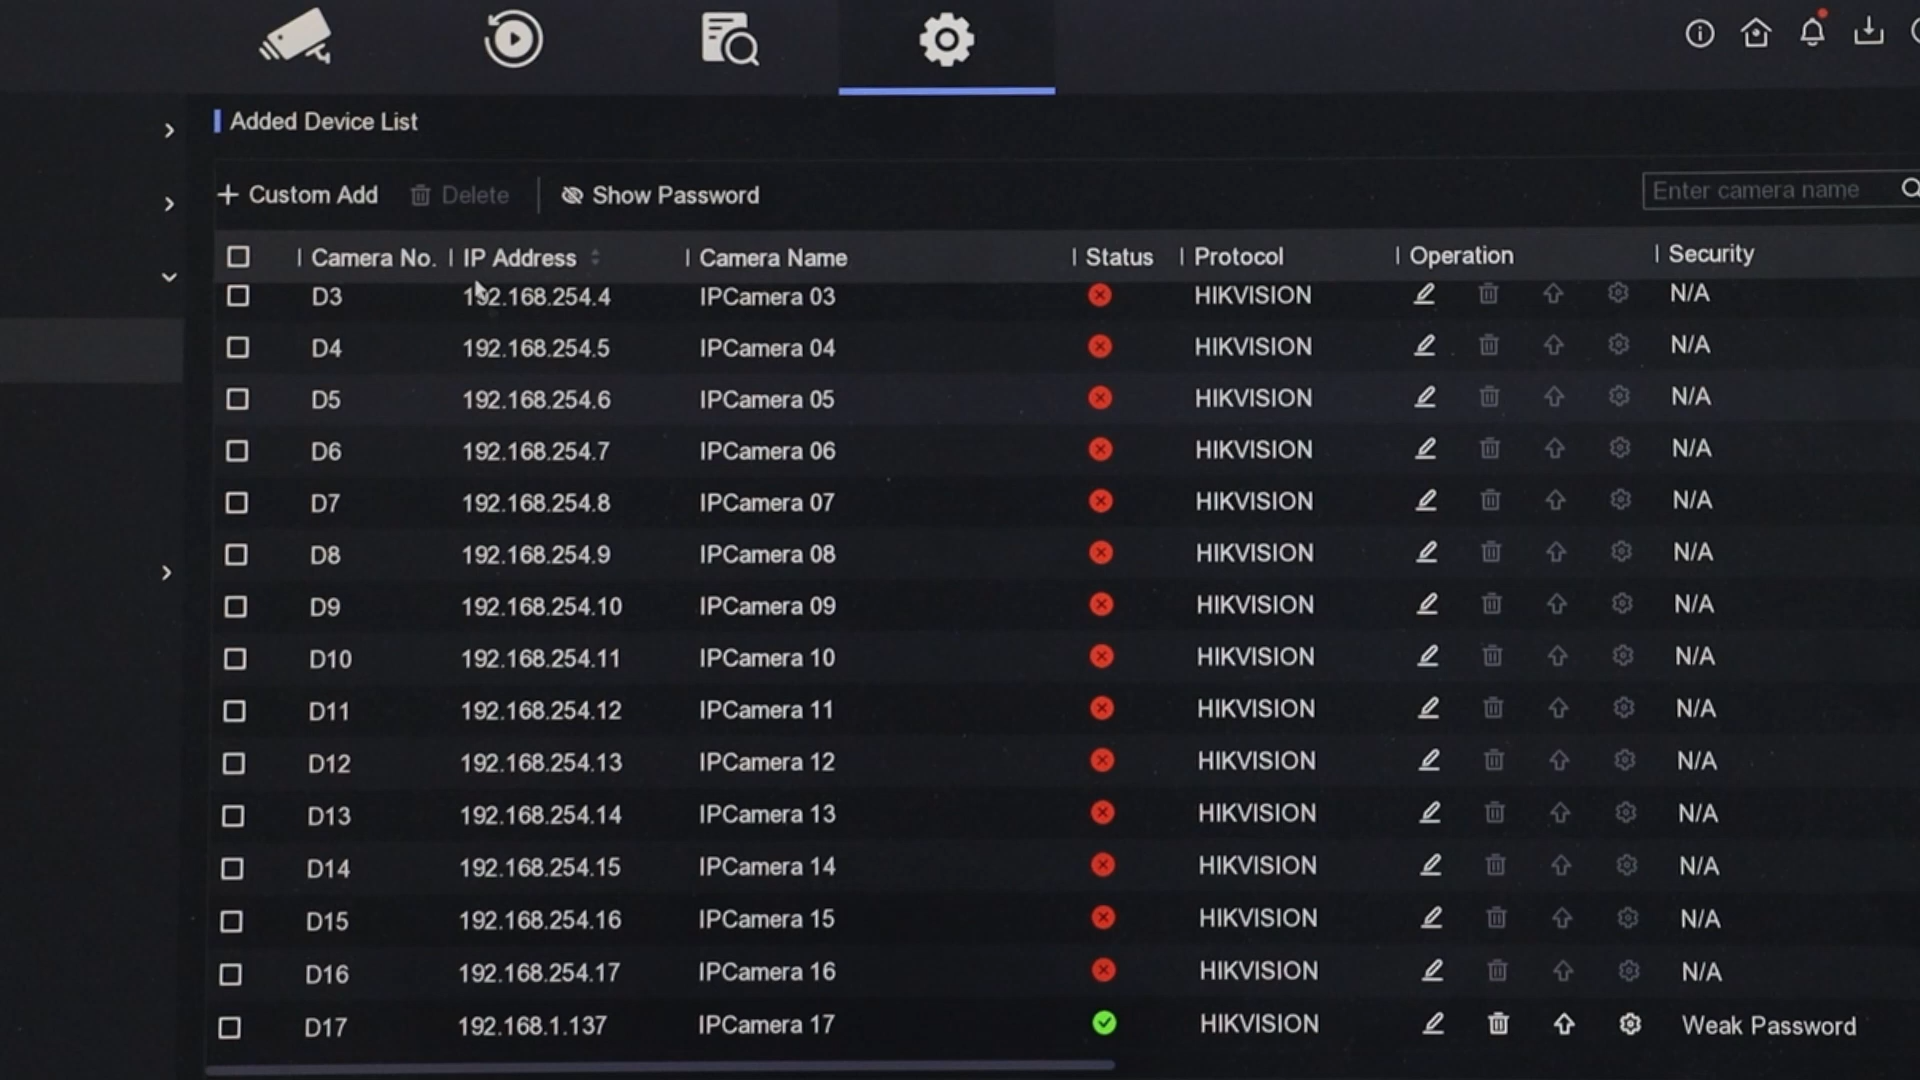 Added Device List
Custom Add Delete Show Password Enter camera name
Camera No. IP Address Camera Name Status Protocol Operation Security
D3 192.168.254.4 IPCamera 03 HIKVISION N/A
D4 192.168.254.5 IPCamera 04 HIKVISION N/A
D5 192.168.254.6 IPCamera 05 HIKVISION N/A
D6 192.168.254.7 IPCamera 06 HIKVISION N/A
D7 192.168.254.8 IPCamera 07 HIKVISION N/A
D8 192.168.254.9 IPCamera 08 HIKVISION N/A
D9 192.168.254.10 IPCamera 09 HIKVISION N/A
D10 192.168.254.11 IPCamera 10 HIKVISION N/A
D11 192.168.254.12 IPCamera 11 HIKVISION N/A
D12 192.168.254.13 IPCamera 12 HIKVISION N/A
D13 192.168.254.14 IPCamera 13 HIKVISION N/A
D14 192.168.254.15 IPCamera 14 HIKVISION N/A
D15 192.168.254.16 IPCamera 15 HIKVISION N/A
D16 192.168.254.17 IPCamera 16 HIKVISION N/A
D17 192.168.1.137 IPCamera 17 HIKVISION Weak Password